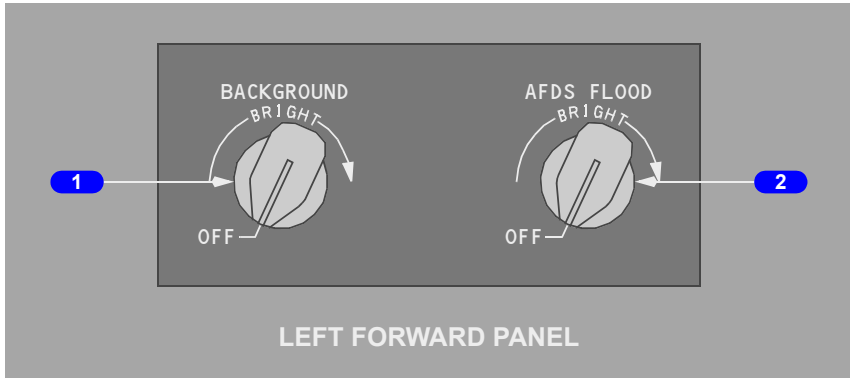 BACKGROUND AFDS FLOOD
BRIGHT BRIGHT
1 2
OFF OFF
LEFT FORWARD PANEL